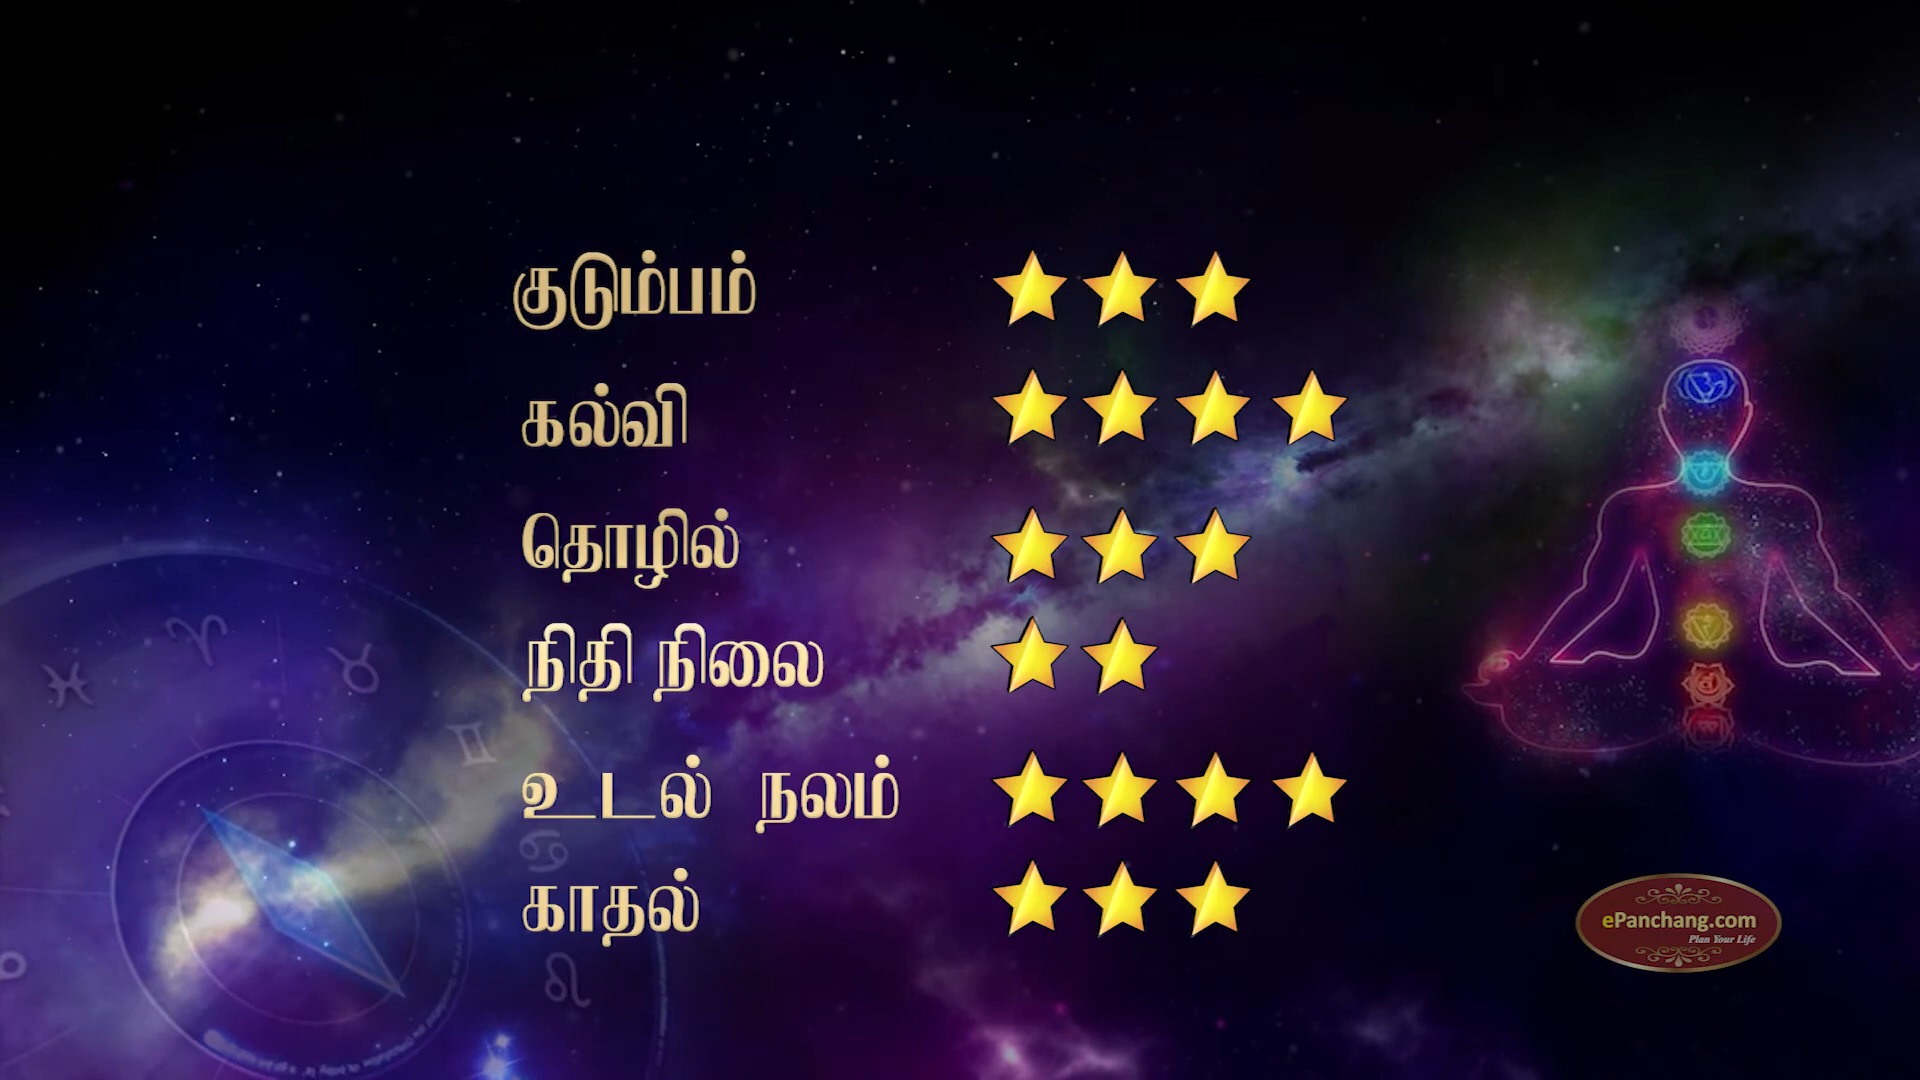 குடும்பம்
கல்வி
தொழில்
நிதி நிலை
உடல் நலம்
காதல்
ePanchang.com
Plan Your Life